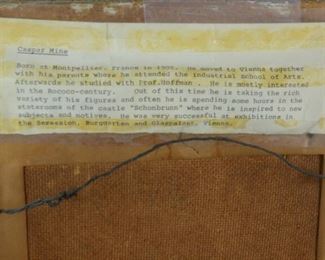 Caspar Mine
Born at Montpellier, France in He moved to Vienna together
with his parents where he attended the industrial School of Arts.
Afterwards he studied with Prof.Hoffman . He is mostly interested
in the Rococo-century. Out of this time he is taking the rich
variety of his figures and often he is spending some hours in the
staterooms of the castle "Schonbrunn" where he is inspired to new
subjects and motives. He was very successful at exhibitions in
the Sezession, Burggarten and Glaspalast, Vienna.